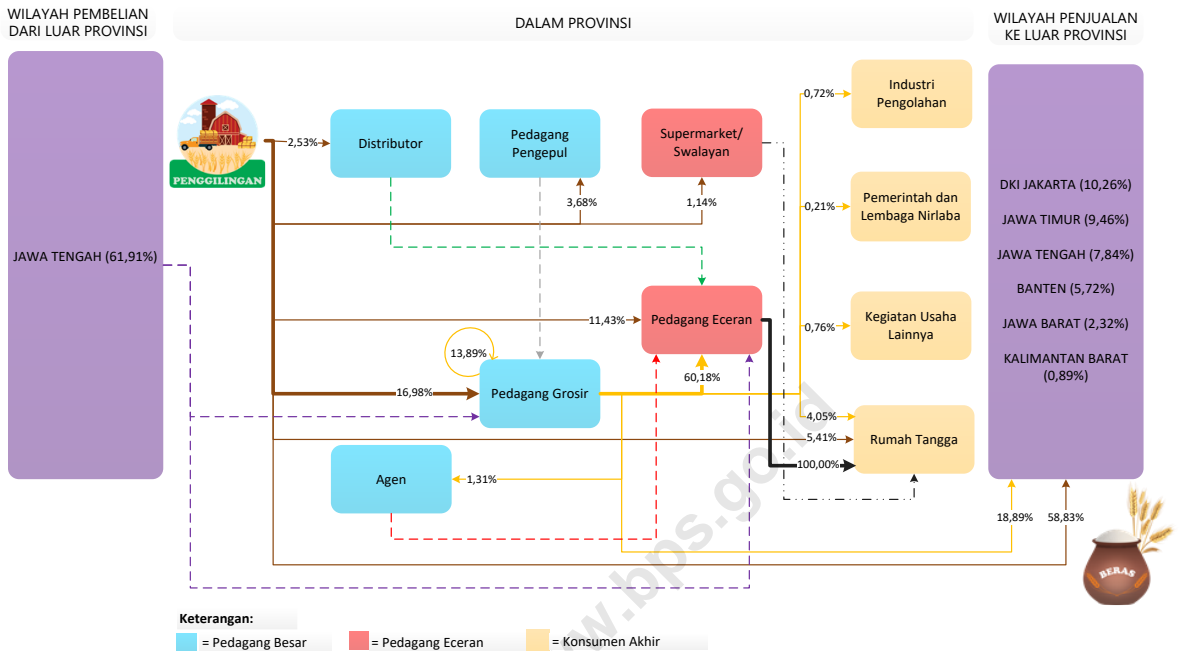 WILAYAH PEMBELIAN
DARI LUAR PROVINSI
DALAM PROVINSI
WILAYAH PENJUALAN
KE LUAR PROVINSI
JAWA TENGAH (61,91%)
PENGGILINGAN
2,53%
Distributor
Pedagang
Pengepul
Supermarket/
Swalayan
3,68%
1,14%
11,43%
Pedagang Eceran
13,89%
16,98%
Pedagang Grosir
60,18%
Agen
1,31%
0,72%
Industri
Pengolahan
0,21%
Pemerintah dan
Lembaga Nirlaba
0,76%
Kegiatan Usaha
Lainnya
4,05%
5,41%
100,00%
Rumah Tangga
DKI JAKARTA (10,26%)
JAWA TIMUR (9,46%)
JAWA TENGAH (7,84%)
BANTEN (5,72%)
JAWA BARAT (2,32%)
KALIMANTAN BARAT
(0,89%)
18,89%
58,83%
BERAS
Keterangan:
= Pedagang Besar
= Pedagang Eceran
= Konsumen Akhir
w.bps.go.id